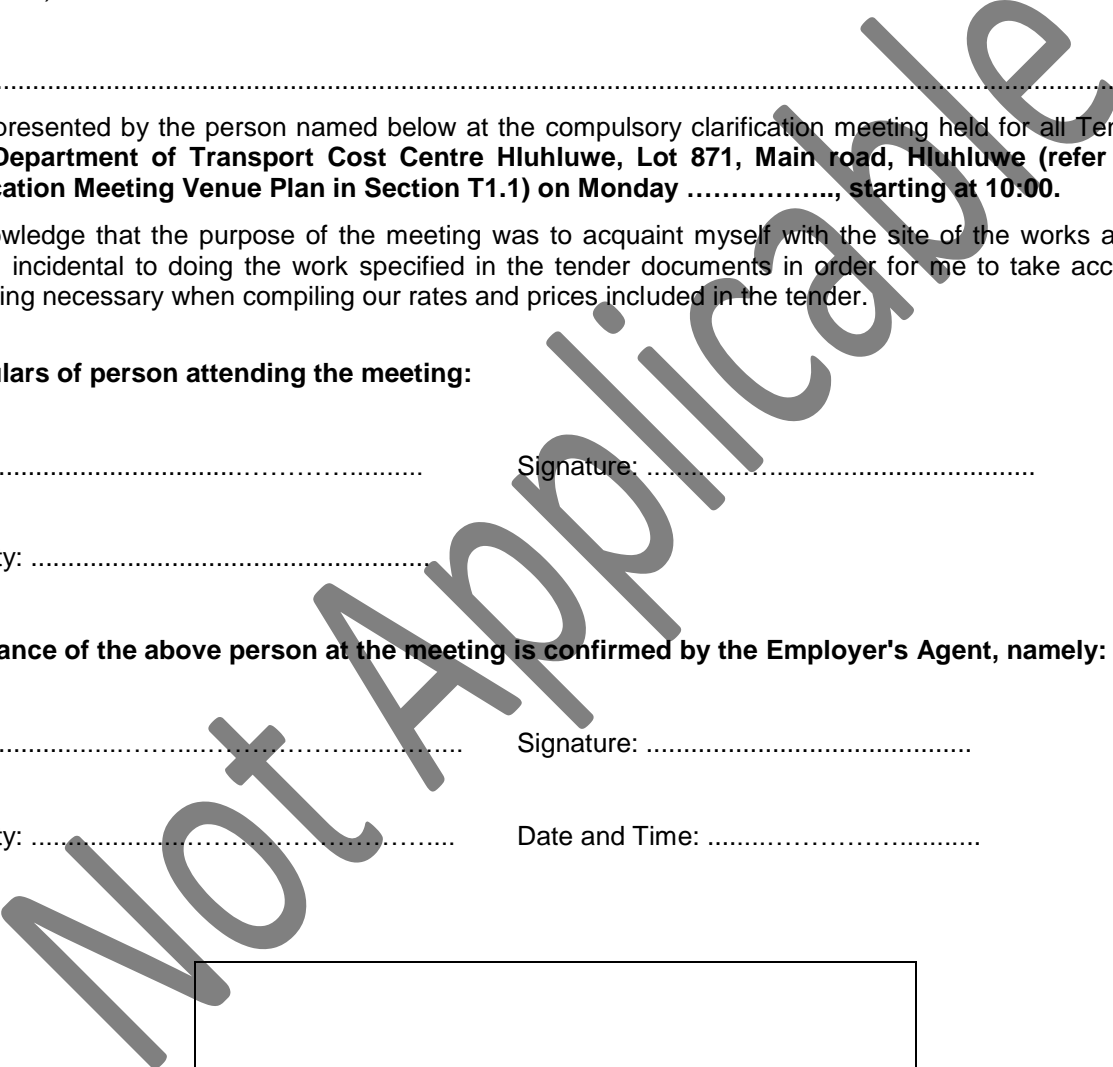 ................................................................................................................................................
presented by the person named below at the compulsory clarification meeting held for all Ten
Department of Transport Cost Centre Hluhluwe, Lot 871, Main road, Hluhluwe (refer
cation Meeting Venue Plan in Section T1.1) on Monday …………….., starting at 10:00.
owledge that the purpose of the meeting was to acquaint myself with the site of the works a
incidental to doing the work specified in the tender documents in order for me to take acc
ing necessary when compiling our rates and prices included in the tender.
ulars of person attending the meeting:
................................……………......... Signature: ...................…...................................
ty: ......................................................
ance of the above person at the meeting is confirmed by the Employer's Agent, namely:
.................……...………………................ Signature: ............................................
ty: .....................…………………………….... Date and Time: ........………………...........
Not Applicable